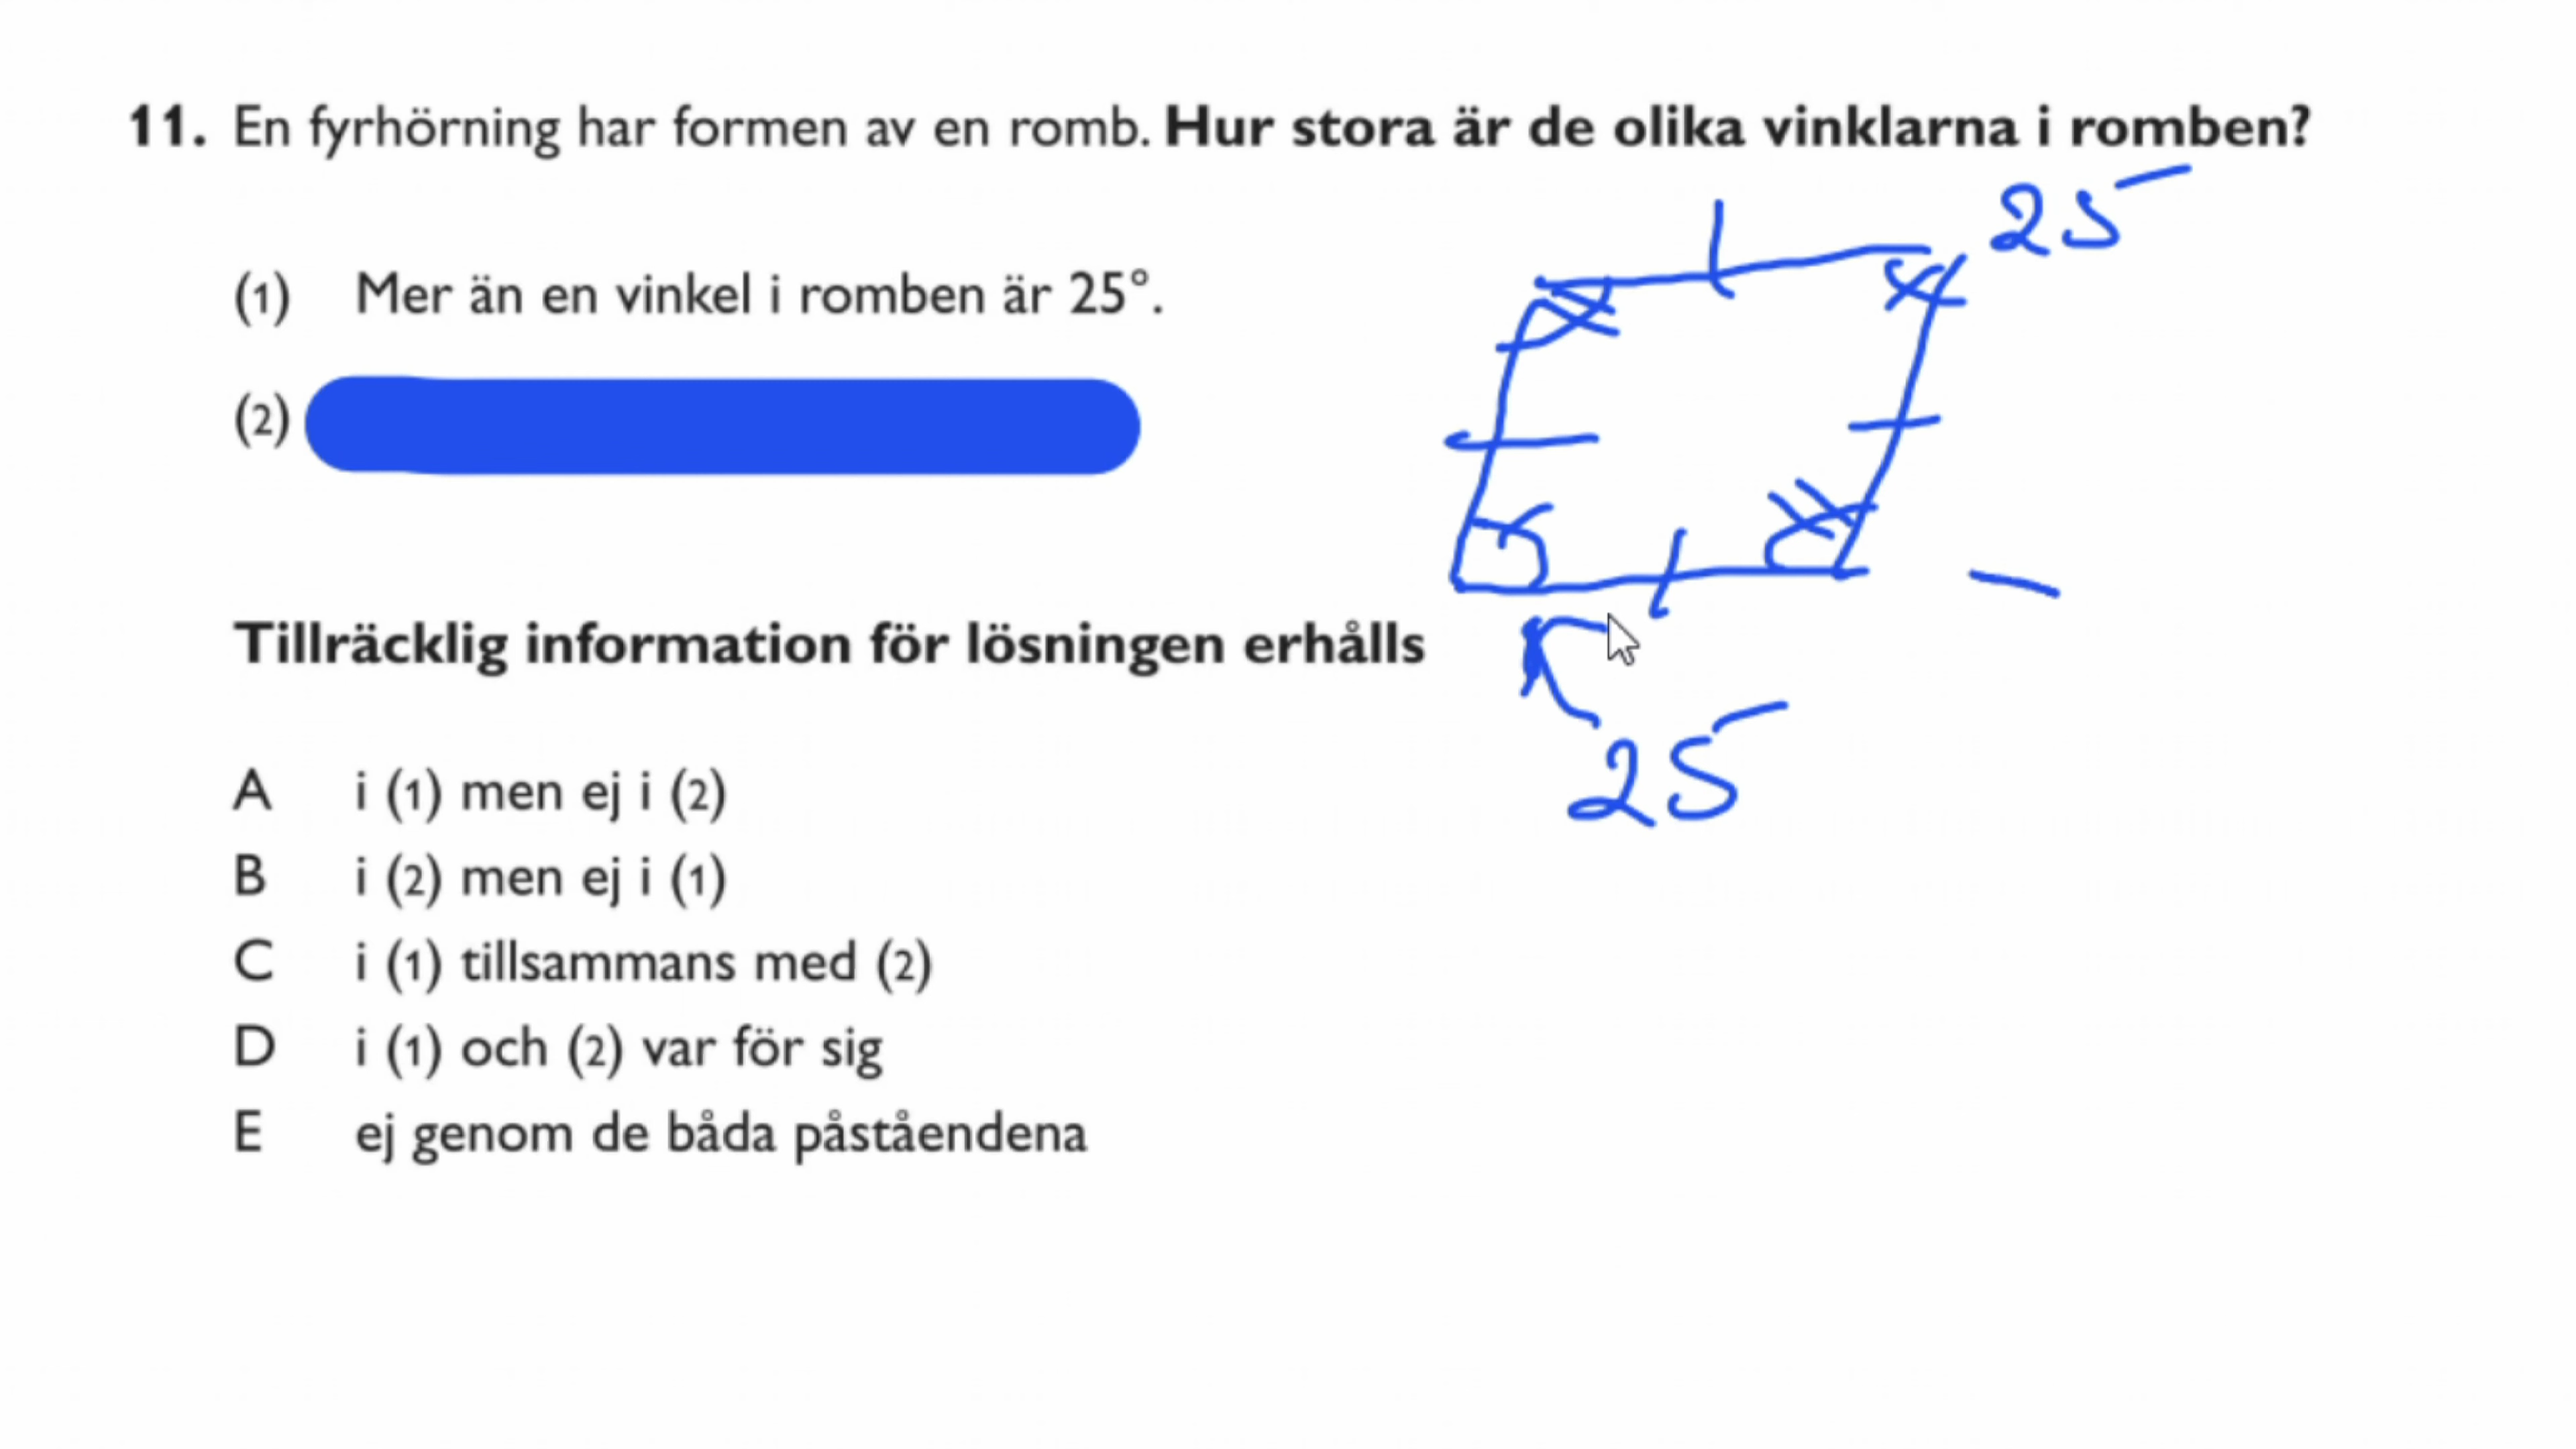 11. En fyrhörning har formen av en romb. Hur stora är de olika vinklarna i romben?
25
(1) Mer än en vinkel i romben är 25°.
(2)
Tillräcklig information för lösningen erhålls
25
A i (1) men ej i (2)
B i (2) men ej i (1)
C i (1) tillsammans med (2)
D i (1) och (2) var för sig
E ej genom de båda påståendena